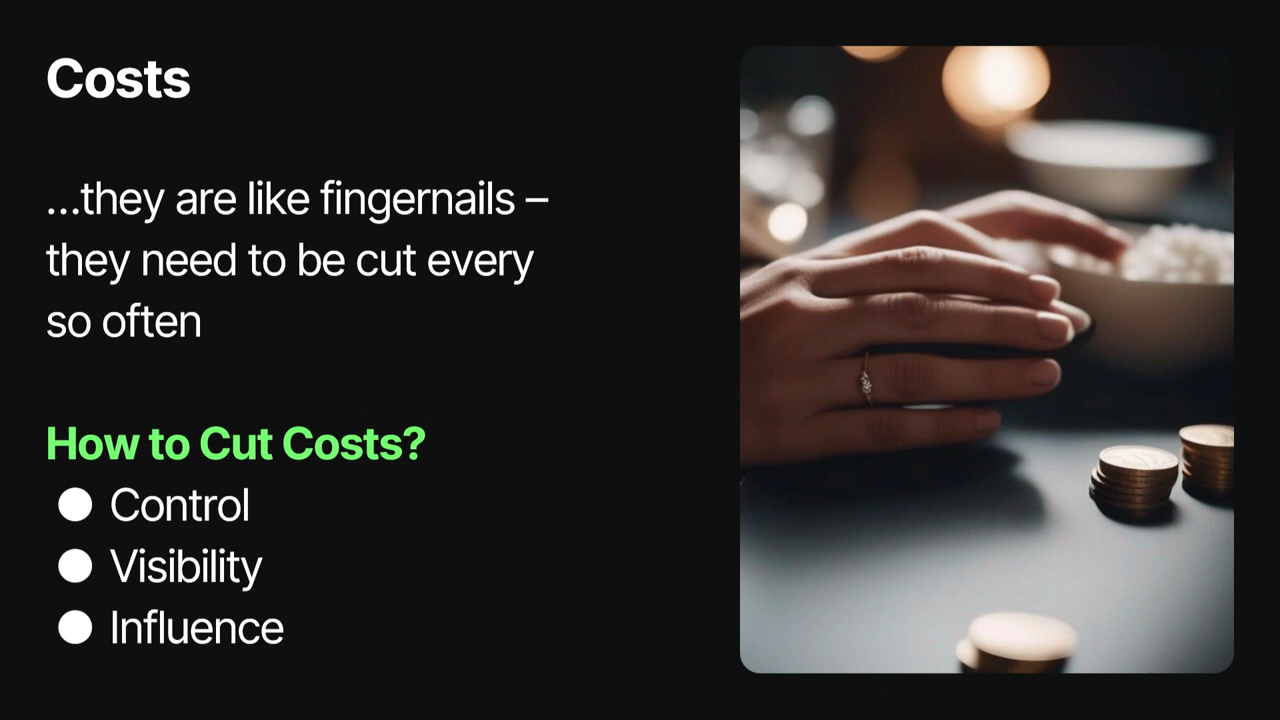 Costs
...they are like fingernails –
they need to be cut every
so often
How to Cut Costs?
● Control
● Visibility
● Influence